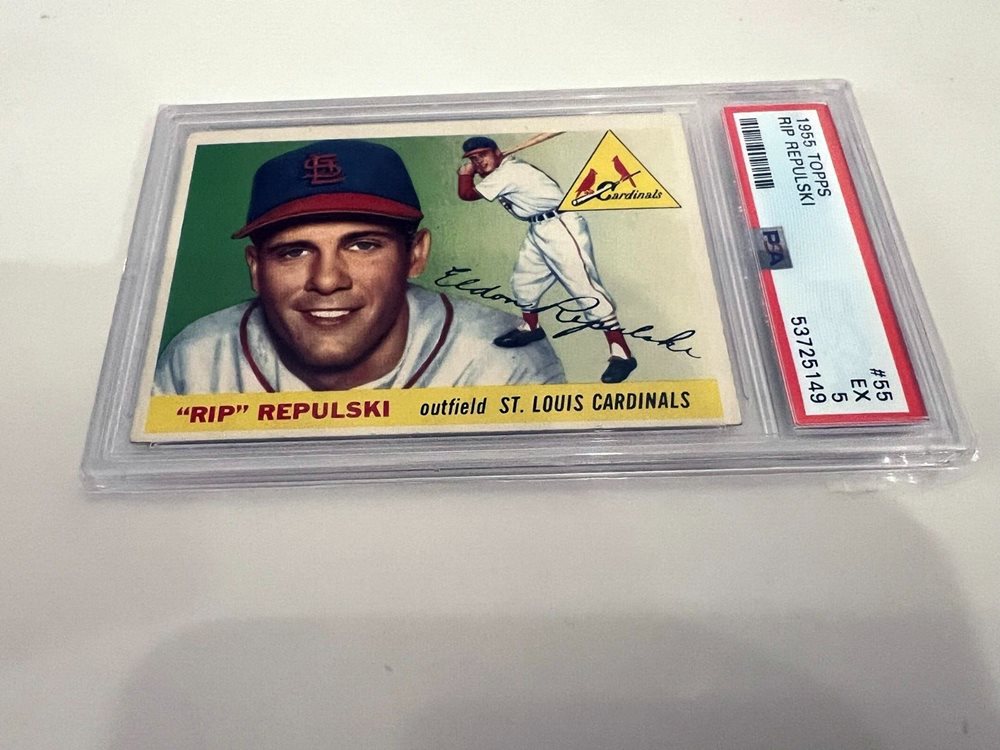 StL
Cardinals
Eldon Repulski
"RIP" REPULSKI outfield ST. LOUIS CARDINALS
1955 TOPPS
RIP REPULSKI
#55
EX
5
PSA
53725149